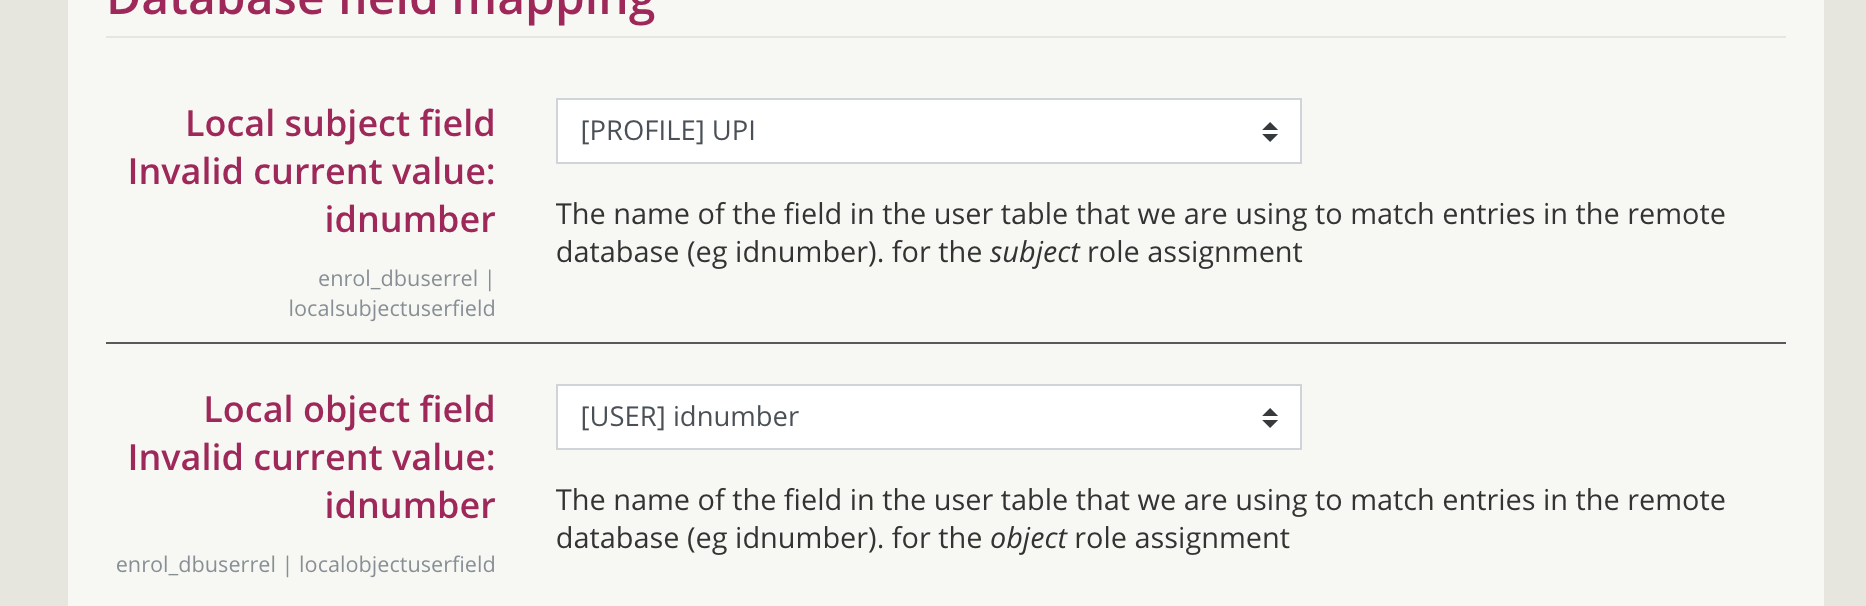 Database field mapping
Local subject field
Invalid current value:
idnumber
enrol_dbuserrel |
localsubjectuserfield
[PROFILE] UPI
The name of the field in the user table that we are using to match entries in the remote
database (eg idnumber). for the subject role assignment
Local object field
Invalid current value:
idnumber
enrol_dbuserrel | localobjectuserfield
[USER] idnumber
The name of the field in the user table that we are using to match entries in the remote
database (eg idnumber). for the object role assignment